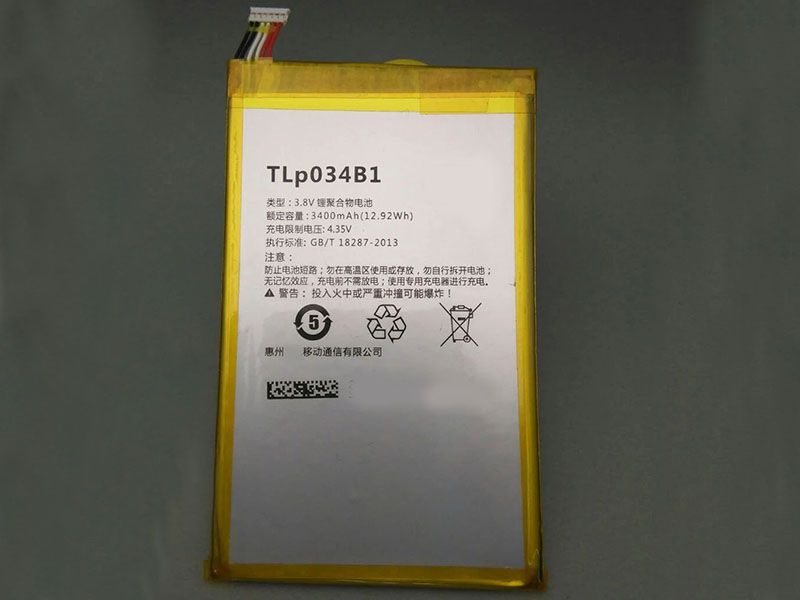 TLp034B1
类型：3.8V 锂聚合物电池
额定容量：3400mAh(12.92Wh)
充电限制电压: 4.35V
执行标准: GB/T 18287-2013
注意：
防止电池短路；勿在高温区使用或存放，勿自行拆开电池；
无记忆效应，充电前不需放电；使用专用充电器进行充电。
警告：投入火中或严重冲撞可能爆炸！
5
惠州 移动通信有限公司